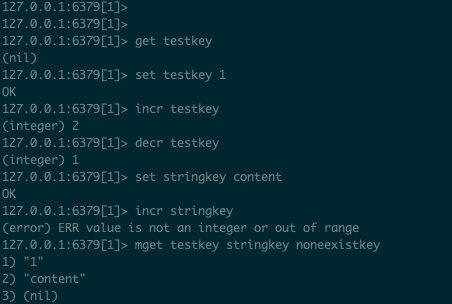 127.0.0.1:6379[1]>
127.0.0.1:6379[1]>
127.0.0.1:6379[1]> get testkey
(nil)
127.0.0.1:6379[1]> set testkey 1
OK
127.0.0.1:6379[1]> incr testkey
(integer) 2
127.0.0.1:6379[1]> decr testkey
(integer) 1
127.0.0.1:6379[1]> set stringkey content
OK
127.0.0.1:6379[1]> incr stringkey
(error) ERR value is not an integer or out of range
127.0.0.1:6379[1]> mget testkey stringkey noneexistkey
1) "1"
2) "content"
3) (nil)